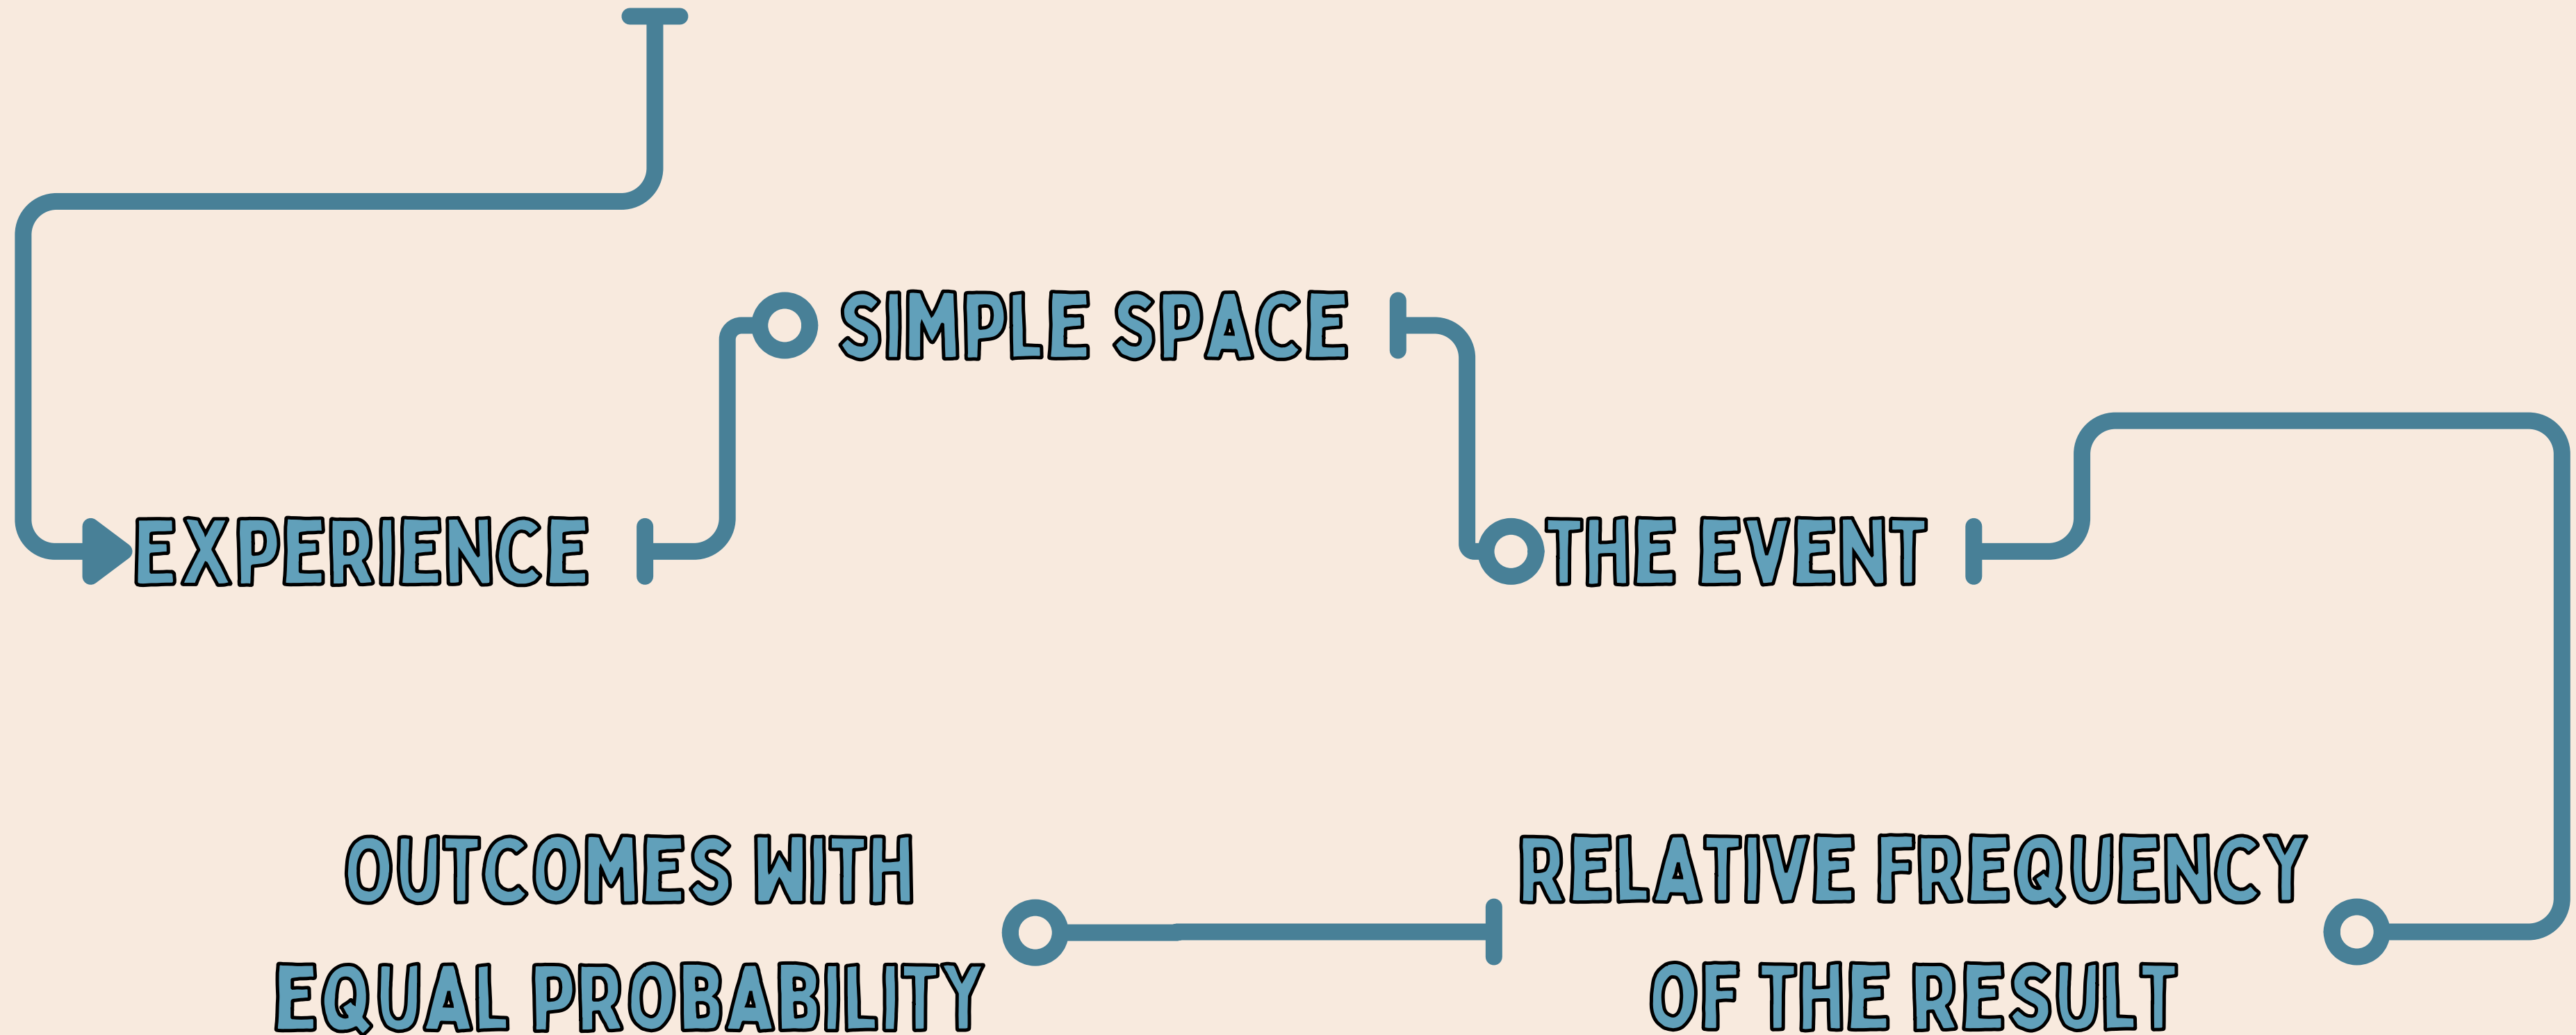 SIMPLE SPACE
EXPERIENCE
THE EVENT
OUTCOMES WITH
EQUAL PROBABILITY
RELATIVE FREQUENCY
OF THE RESULT